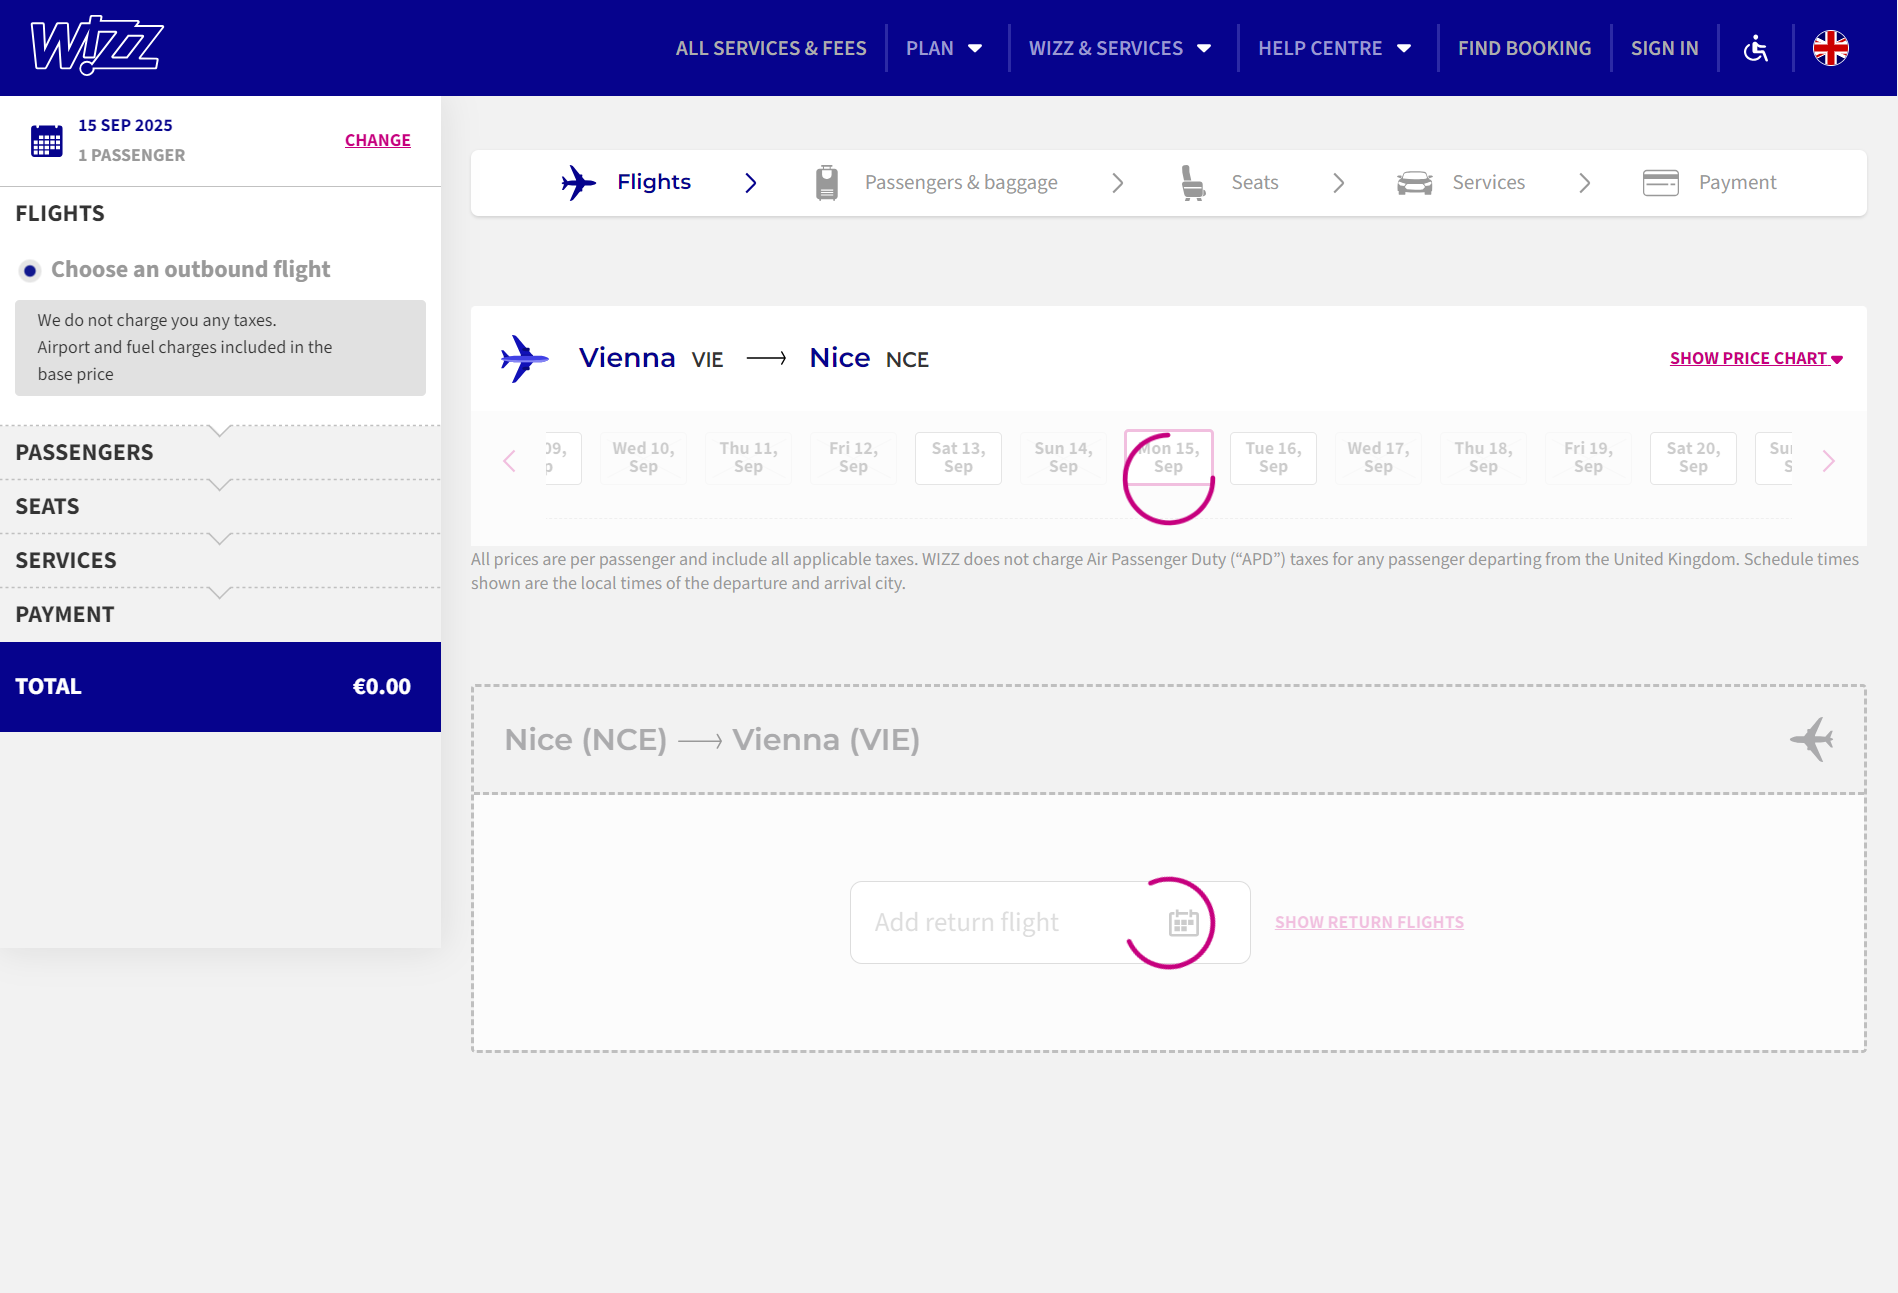 WIZZ
ALL SERVICES & FEES
PLAN
WIZZ & SERVICES
HELP CENTRE
FIND BOOKING
SIGN IN
15 SEP 2025
1 PASSENGER
CHANGE
FLIGHTS
Choose an outbound flight
We do not charge you any taxes.
Airport and fuel charges included in the
base price
PASSENGERS
SEATS
SERVICES
PAYMENT
TOTAL €0.00
Flights
Passengers & baggage
Seats
Services
Payment
Vienna VIE
Nice NCE
SHOW PRICE CHART
09,
Wed 10,
Sep
Thu 11,
Sep
Fri 12,
Sep
Sat 13,
Sep
Sun 14,
Sep
Mon 15,
Sep
Tue 16,
Sep
Wed 17,
Sep
Thu 18,
Sep
Fri 19,
Sep
Sat 20,
Sep
All prices are per passenger and include all applicable taxes. WIZZ does not charge Air Passenger Duty (“APD”) taxes for any passenger departing from the United Kingdom. Schedule times
shown are the local times of the departure and arrival city.
Nice (NCE)
Vienna (VIE)
Add return flight
SHOW RETURN FLIGHTS